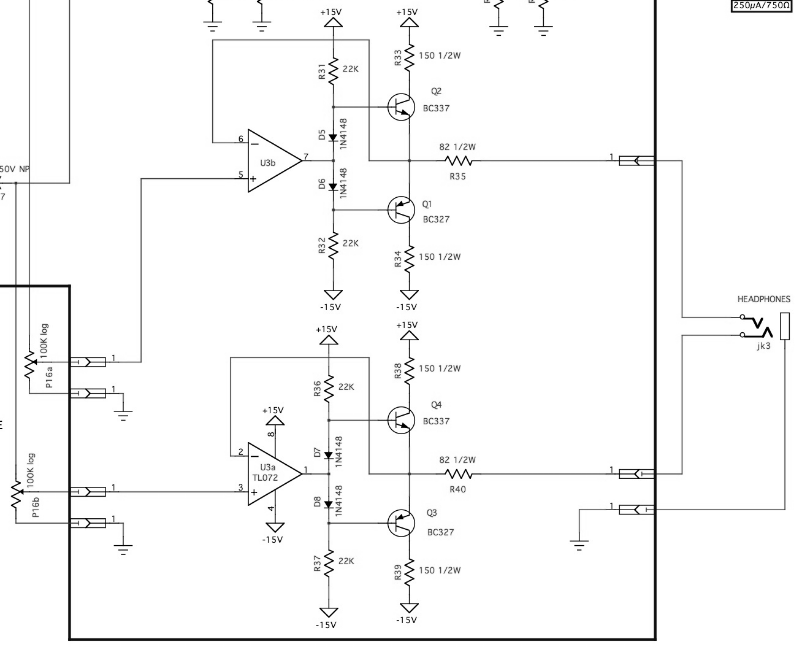 250µA/750Ω
+15V
+15V
R31
22K
R33
150 1/2W
Q2
BC337
D5
1N4148
6
−
U3b
7
5
+
82 1/2W
R35
1
50V NP
7
D6
1N4148
Q1
BC327
R32
22K
R34
150 1/2W
-15V
-15V
HEADPHONES
jk3
+15V
+15V
100K log
P16a
1
1
R36
22K
R38
150 1/2W
Q4
BC337
+15V
8
D7
1N4148
2
−
U3a
TL072
1
3
+
4
-15V
82 1/2W
R40
1
1
E
100K log
P16b
1
1
D8
1N4148
Q3
BC327
R37
22K
R39
150 1/2W
-15V
-15V